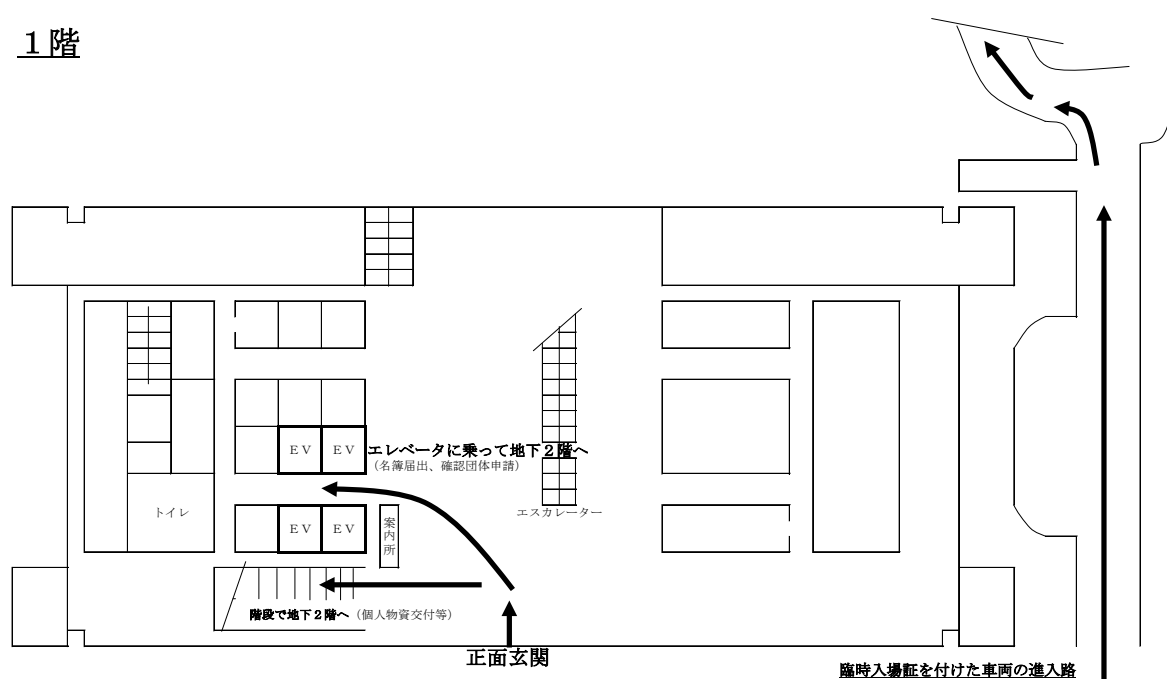 １階
ＥＶ
ＥＶ
エレベータに乗って地下２階へ
（名簿届出、確認団体申請）
トイレ
ＥＶ
ＥＶ
案内所
エスカレーター
階段で地下２階へ（個人物資交付等）
正面玄関
臨時入場証を付けた車両の進入路